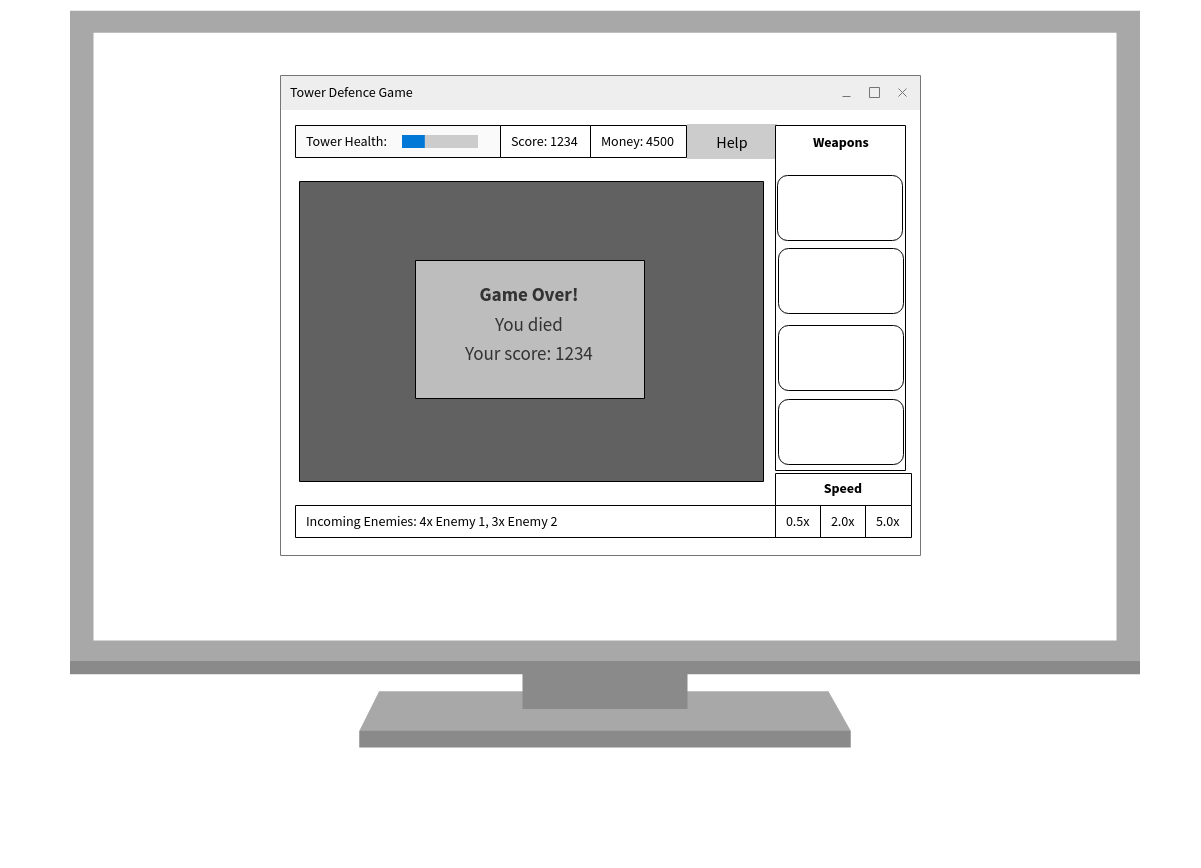 Tower Defence Game
Tower Health: Score: 1234 Money: 4500 Help Weapons
Game Over!
You died
Your score: 1234
Speed
Incoming Enemies: 4x Enemy 1, 3x Enemy 2 0.5x 2.0x 5.0x